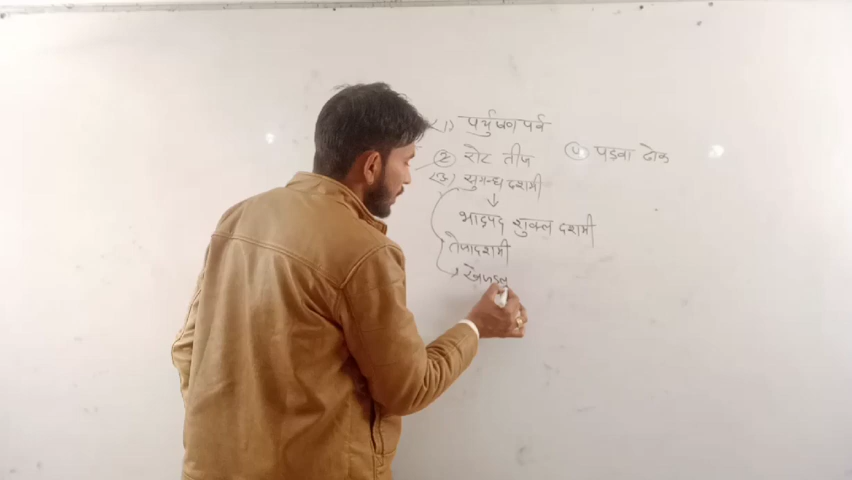 (1) पर्युषण पर्व
(2) रोट तीज
(4) पड़वा ढोक
(3) सुगन्ध दशमी
↓
भाद्रपद शुक्ल दशमी
तेजादशमी